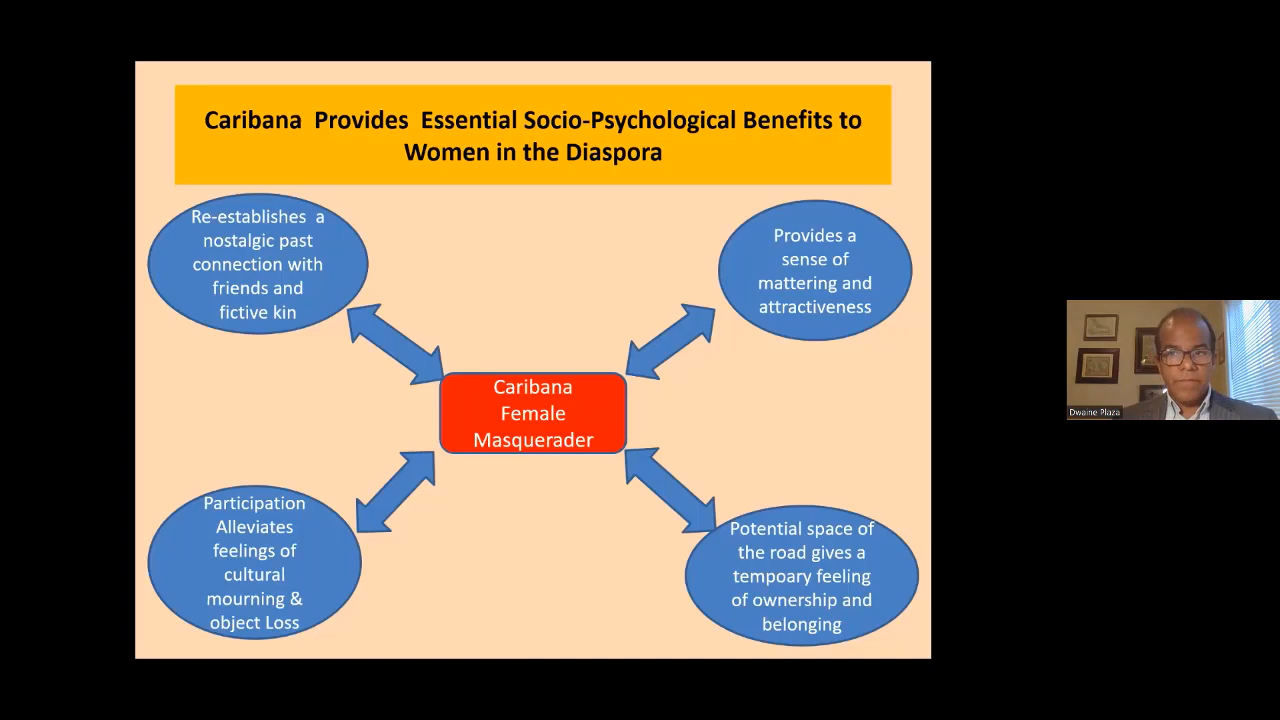 Caribana Provides Essential Socio-Psychological Benefits to
Women in the Diaspora
Re-establishes a
nostalgic past
connection with
friends and
fictive kin
Provides a
sense of
mattering and
attractiveness
Caribana
Female
Masquerader
Participation
Alleviates
feelings of
cultural
mourning &
object Loss
Potential space of
the road gives a
tempoary feeling
of ownership and
belonging
Dwaine Plaza